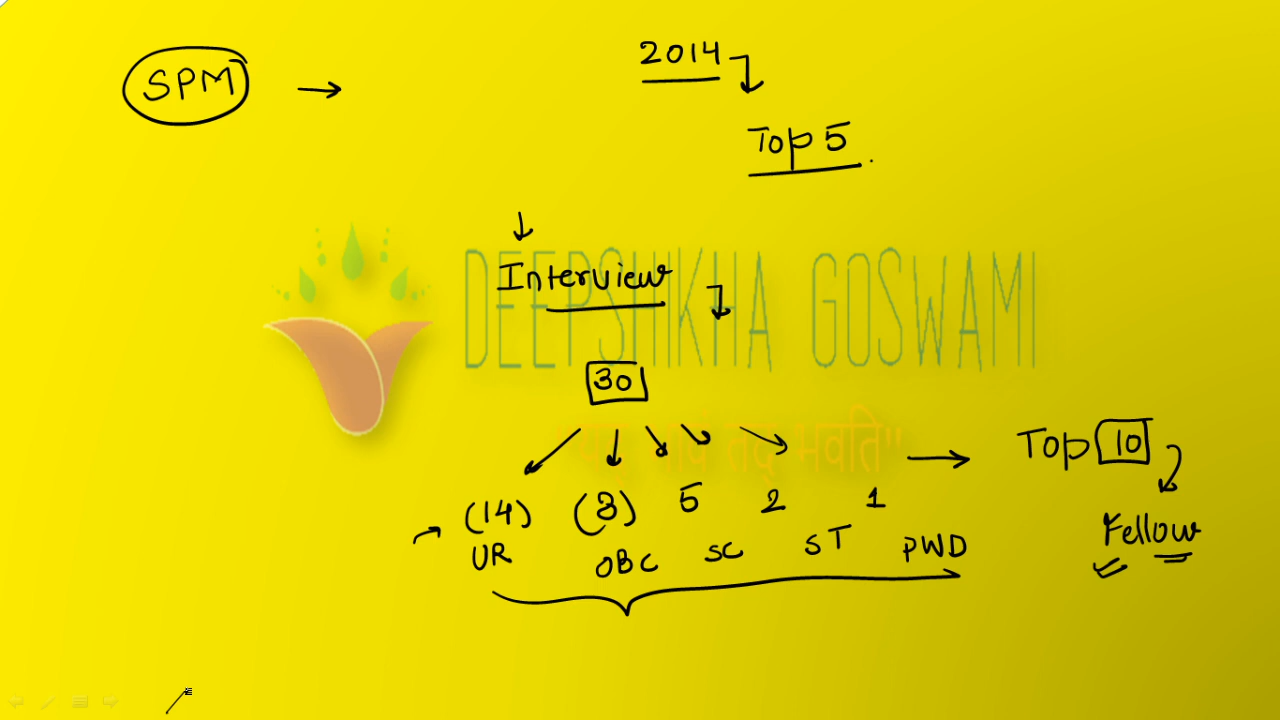 SPM →
2014
Top 5
Interview
DEEPSHIKHA GOSWAMI
30
→ Top 10
(14) (8) 5 2 1
UR OBC SC ST PWD
Fellow